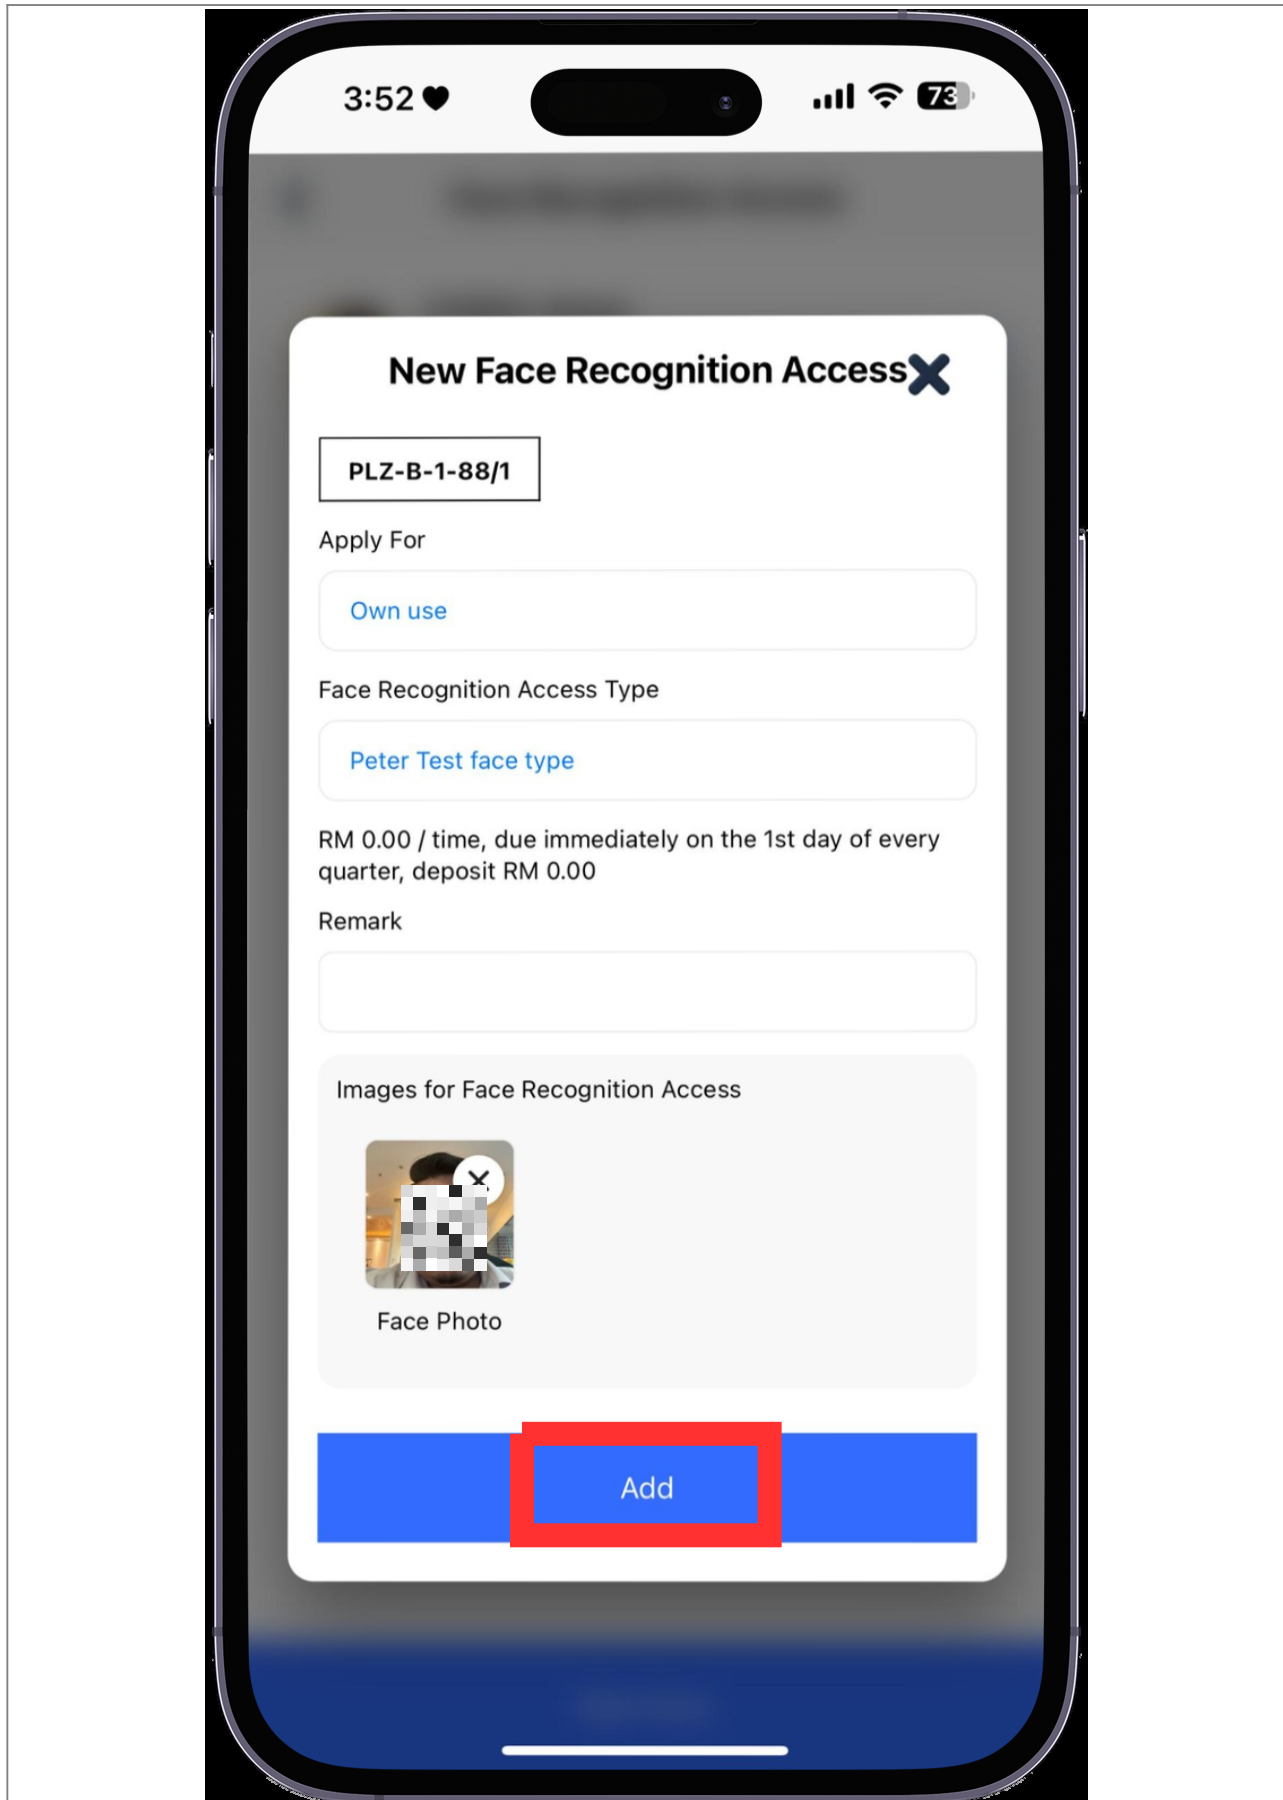 3:52
73
New Face Recognition Access
PLZ-B-1-88/1
Apply For
Own use
Face Recognition Access Type
Peter Test face type
RM 0.00 / time, due immediately on the 1st day of every
quarter, deposit RM 0.00
Remark
Images for Face Recognition Access
Face Photo
Add